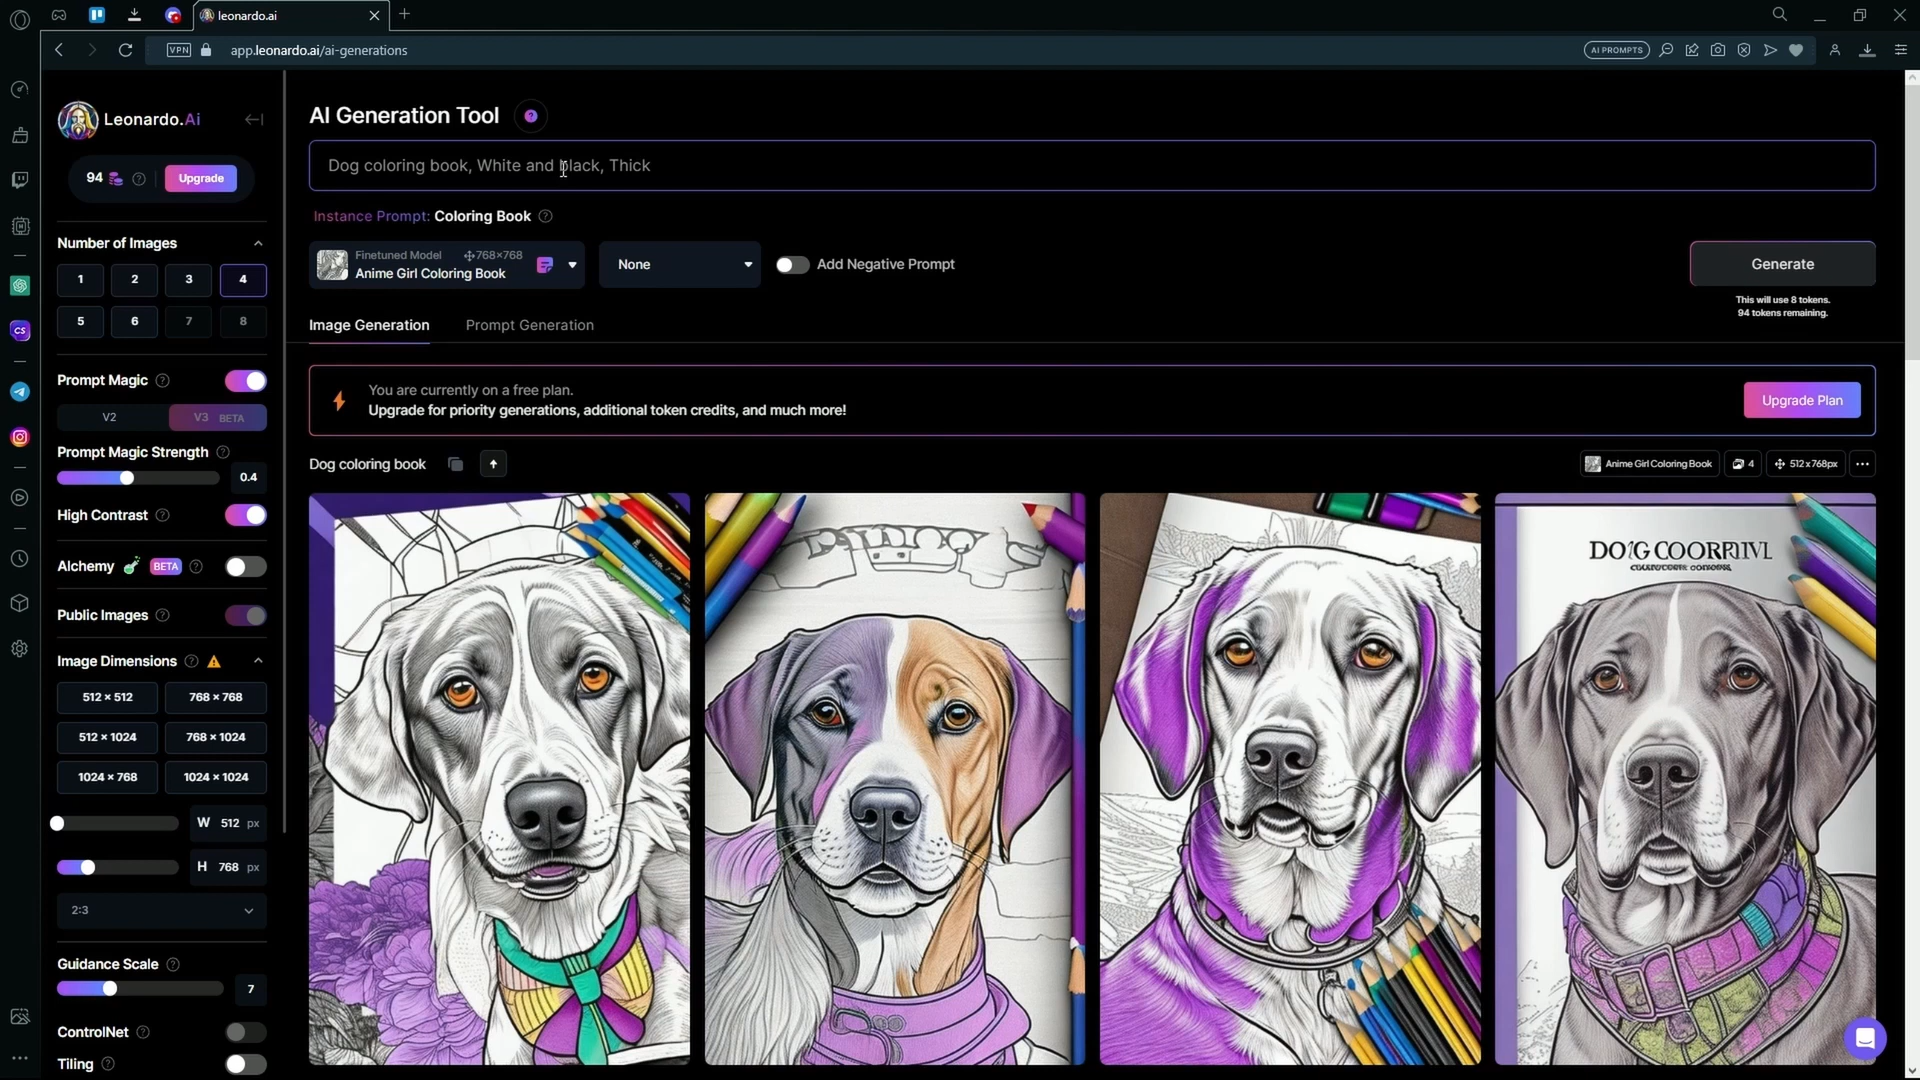 leonardo.ai
VPN
app.leonardo.ai/ai-generations
AI PROMPTS
Leonardo.Ai
94
Upgrade
Number of Images
1 2 3 4
5 6 7 8
Prompt Magic
V2 V3 BETA
Prompt Magic Strength
0.4
High Contrast
Alchemy BETA
Public Images
Image Dimensions
512 × 512 768 × 768
512 × 1024 768 × 1024
1024 × 768 1024 × 1024
W 512 px
H 768 px
2:3
Guidance Scale
7
ControlNet
Tiling
CS
AI Generation Tool
Dog coloring book, White and black, Thick
Instance Prompt: Coloring Book
Finetuned Model 768×768
Anime Girl Coloring Book
None
Add Negative Prompt
Generate
This will use 8 tokens.
94 tokens remaining.
Image Generation Prompt Generation
You are currently on a free plan.
Upgrade for priority generations, additional token credits, and much more!
Upgrade Plan
Dog coloring book
Anime Girl Coloring Book
4
512 x 768px